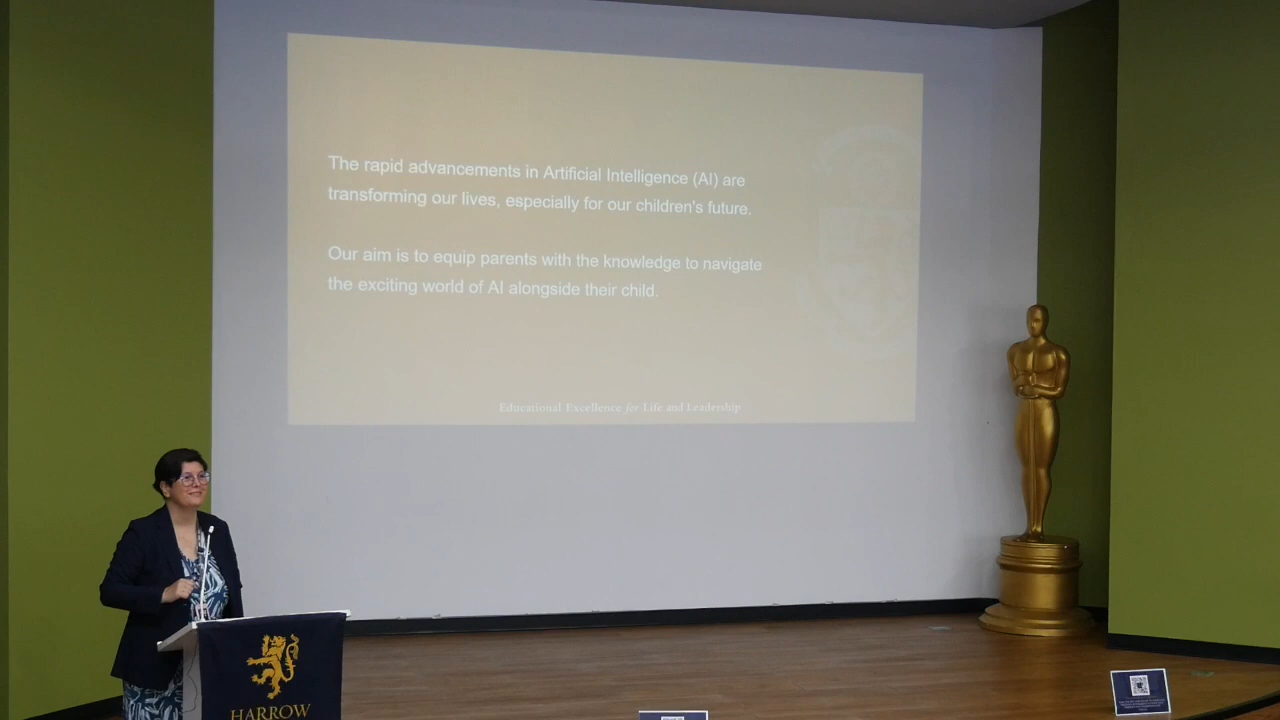 The rapid advancements in Artificial Intelligence (AI) are
transforming our lives, especially for our children's future.
Our aim is to equip parents with the knowledge to navigate
the exciting world of AI alongside their child.
Educational Excellence for Life and Leadership
HARROW